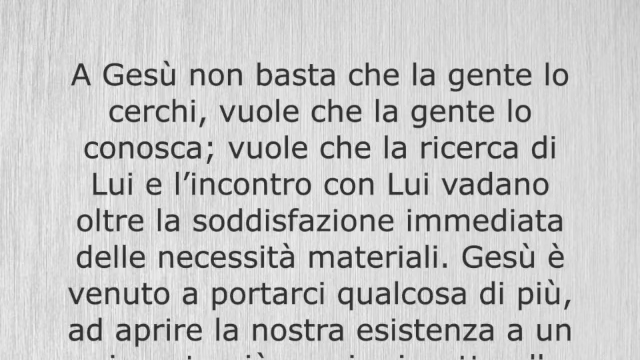 A Gesù non basta che la gente lo
cerchi, vuole che la gente lo
conosca; vuole che la ricerca di
Lui e l’incontro con Lui vadano
oltre la soddisfazione immediata
delle necessità materiali. Gesù è
venuto a portarci qualcosa di più,
ad aprire la nostra esistenza a un